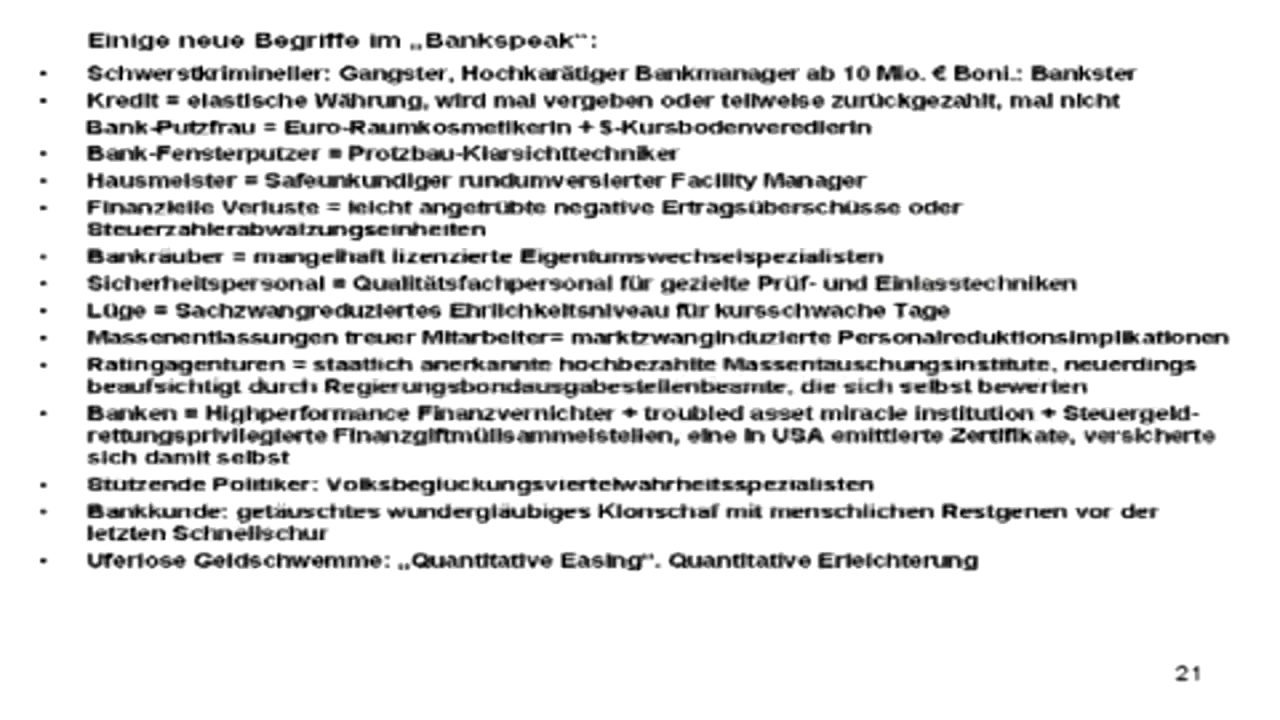 Einige neue Begriffe im „Bankspeak“:
• Schwerstkrimineller: Gangster, Hochkarätiger Bankmanager ab 10 Mio. € Boni.: Bankster
• Kredit = elastische Währung, wird mal vergeben oder teilweise zurückgezahlt, mal nicht
Bank-Putzfrau = Euro-Raumkosmetikerin + $-Kursbodenveredlerin
• Bank-Fensterputzer = Protzbau-Klarsichttechniker
• Hausmeister = Safeunkundiger rundumversierter Facility Manager
• Finanzielle Verluste = leicht angetrübte negative Ertragsüberschüsse oder
Steuerzahlerabwälzungseinheiten
• Bankräuber = mangelhaft lizenzierte Eigentumswechselspezialisten
• Sicherheitspersonal = Qualitätsfachpersonal für gezielte Prüf- und Einlasstechniken
• Lüge = Sachzwangreduziertes Ehrlichkeitsniveau für kursschwache Tage
• Massenentlassungen treuer Mitarbeiter= marktzwanginduzierte Personalreduktionsimplikationen
• Ratingagenturen = staatlich anerkannte hochbezahlte Massentäuschungsinstitute, neuerdings
beaufsichtigt durch Regierungsbondausgabestellenbeamte, die sich selbst bewerten
• Banken = Highperformance Finanzvernichter + troubled asset miracle institution + Steuergeld-
rettungsprivilegierte Finanzgiftmüllsammelstellen, eine in USA emittierte Zertifikate, versicherte
sich damit selbst
• Stützende Politiker: Volksbeglückungsviertelwahrheitsspezialisten
• Bankkunde: getäuschtes wundergläubiges Klonschaf mit menschlichen Restgenen vor der
letzten Schnellschur
• Uferlose Geldschwemme: „Quantitative Easing“. Quantitative Erleichterung
21